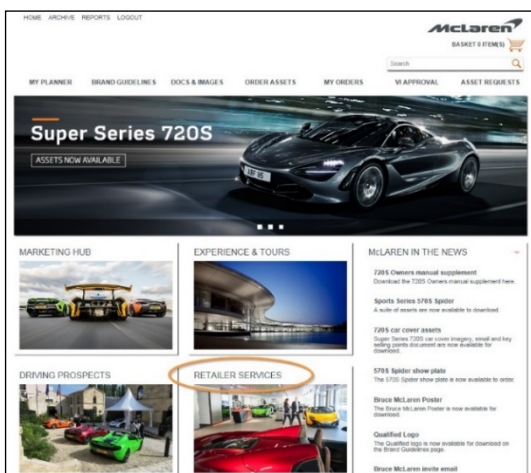 HOME ARCHIVE REPORTS LOGOUT
McLaren
BASKET 0 ITEM(S)
Search
MY PLANNER BRAND GUIDELINES DOCS & IMAGES ORDER ASSETS MY ORDERS VI APPROVAL ASSET REQUESTS
Super Series 720S
ASSETS NOW AVAILABLE
MARKETING HUB
EXPERIENCE & TOURS
McLAREN IN THE NEWS
720S Owners manual supplement
Download the 720S Owners manual supplement here.
Sports Series 570S Spider
A suite of assets are now available to download.
720S car cover assets
Super Series 720S car cover imagery, email and key
selling points document are now available for
download.
DRIVING PROSPECTS
RETAILER SERVICES
570S Spider show plate
The 570S Spider show plate is now available to order.
Bruce McLaren Poster
The Bruce McLaren Poster is now available for
download.
Qualified Logo
The Qualified logo is now available for download on
the Brand Guidelines page.
Bruce McLaren invite email